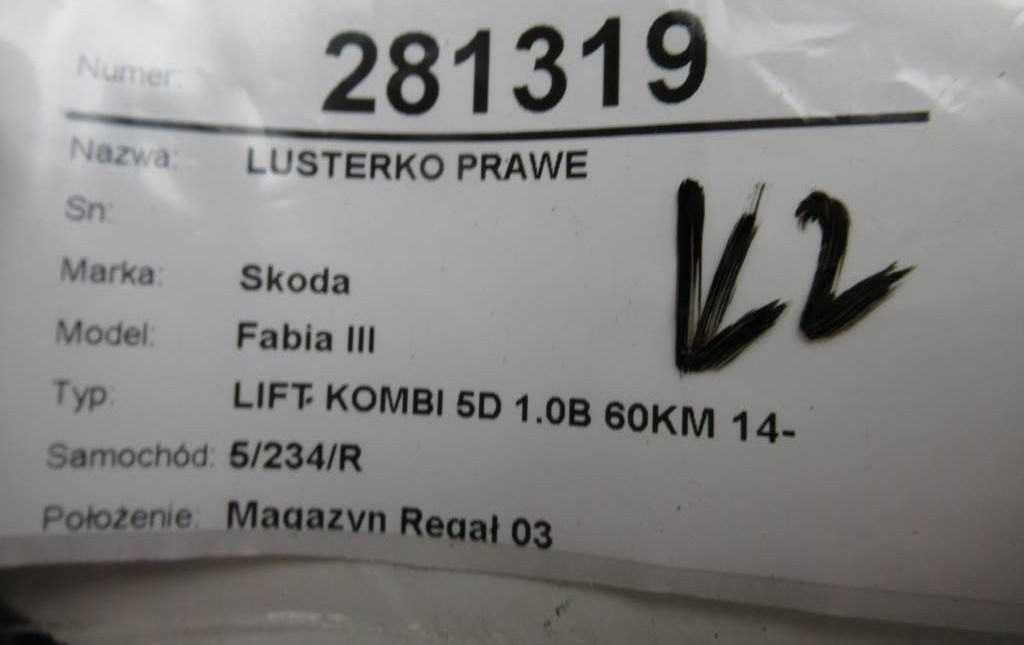 Numer: 281319
Nazwa: LUSTERKO PRAWE
Sn:
Marka: Skoda
Model: Fabia III
Typ: LIFT- KOMBI 5D 1.0B 60KM 14-
Samochód: 5/234/R
Położenie: Magazyn Regał 03
V2